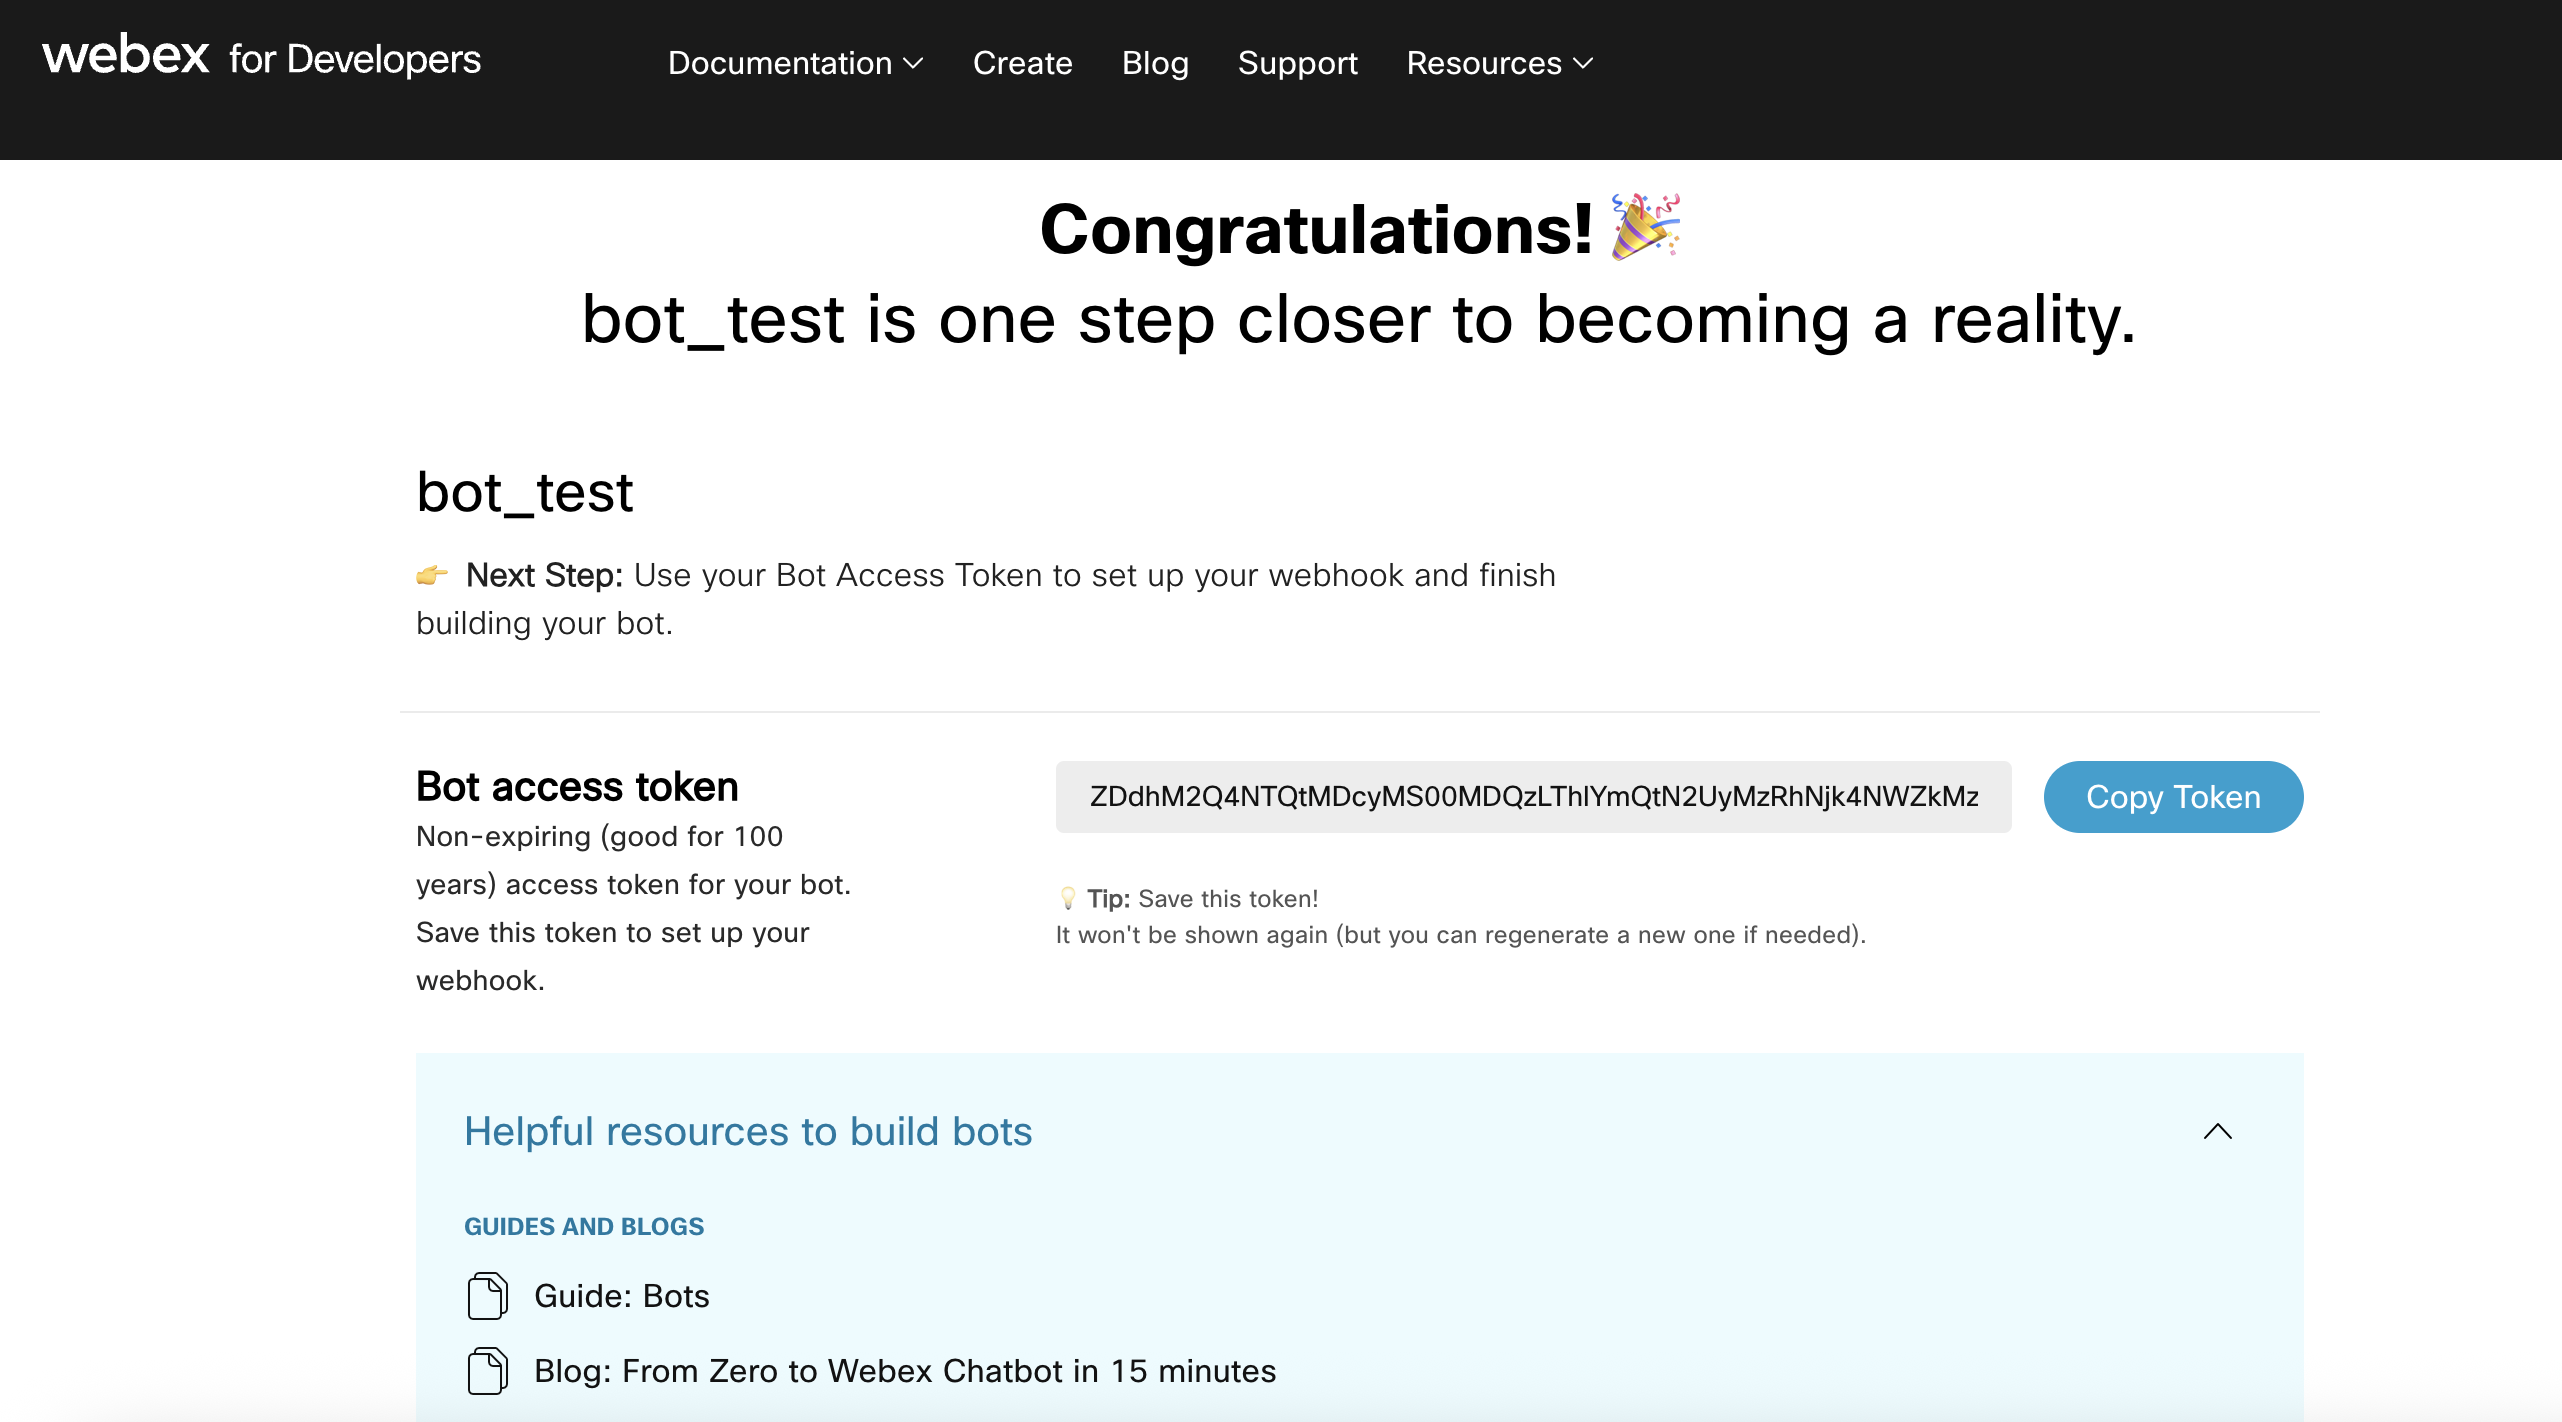 webex for Developers
Documentation Create Blog Support Resources
Congratulations! 🎉
bot_test is one step closer to becoming a reality.
bot_test
👉 Next Step: Use your Bot Access Token to set up your webhook and finish
building your bot.
Bot access token
Non-expiring (good for 100
years) access token for your bot.
Save this token to set up your
webhook.
ZDdhM2Q4NTQtMDcyMS00MDQzLThlYmQtN2UyMzRhNjk4NWZkMz
Copy Token
💡 Tip: Save this token!
It won't be shown again (but you can regenerate a new one if needed).
Helpful resources to build bots
GUIDES AND BLOGS
Guide: Bots
Blog: From Zero to Webex Chatbot in 15 minutes